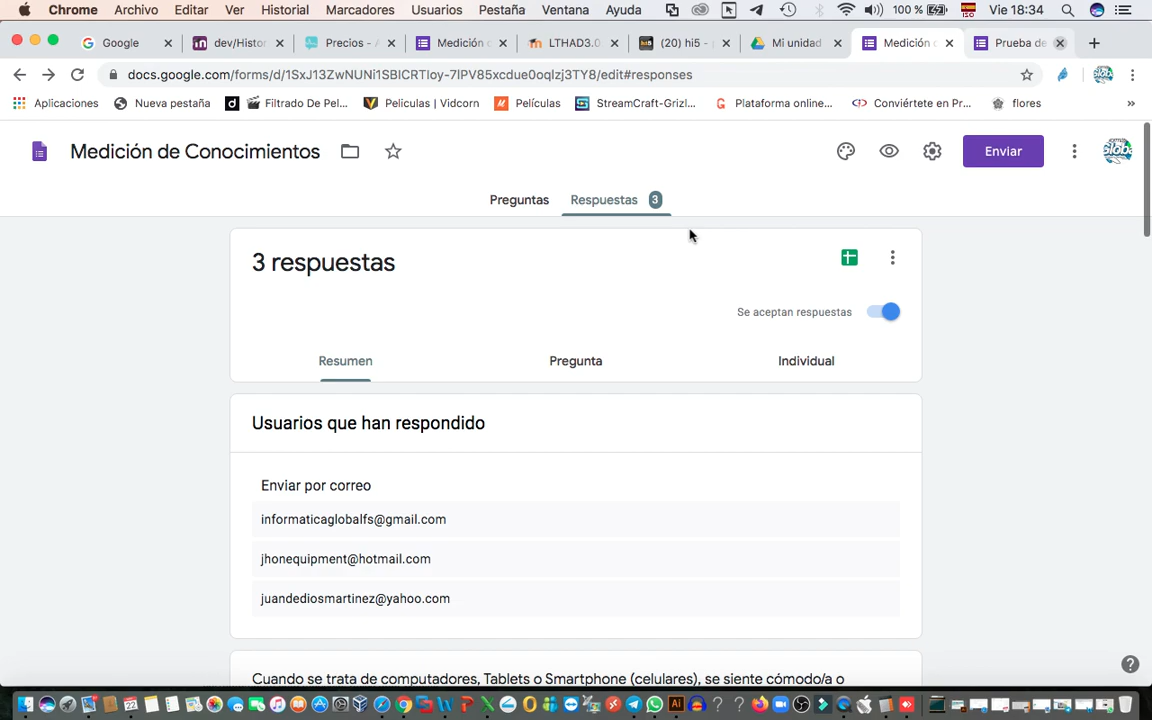 Chrome Archivo Editar Ver Historial Marcadores Usuarios Pestaña Ventana Ayuda 100 % ISO Vie 18:34
Google dev/Histo Precios - Medición c LTHAD3.0 (20) hi5 - Mi unidad Medición Prueba de
docs.google.com/forms/d/1SxJ13ZwNUNi1SBICRTloy-7lPV85xcdue0oqlzj3TY8/edit#responses
Aplicaciones Nueva pestaña Filtrado De Pel... Peliculas | Vidcorn Películas StreamCraft-Grizl... Plataforma online... Conviértete en Pr... flores »
Medición de Conocimientos Enviar
Preguntas Respuestas 3
3 respuestas
Se aceptan respuestas
Resumen Pregunta Individual
Usuarios que han respondido
Enviar por correo
informaticaglobalfs@gmail.com
jhonequipment@hotmail.com
juandediosmartinez@yahoo.com
Cuando se trata de computadores, Tablets o Smartphone (celulares), se siente cómodo/a o